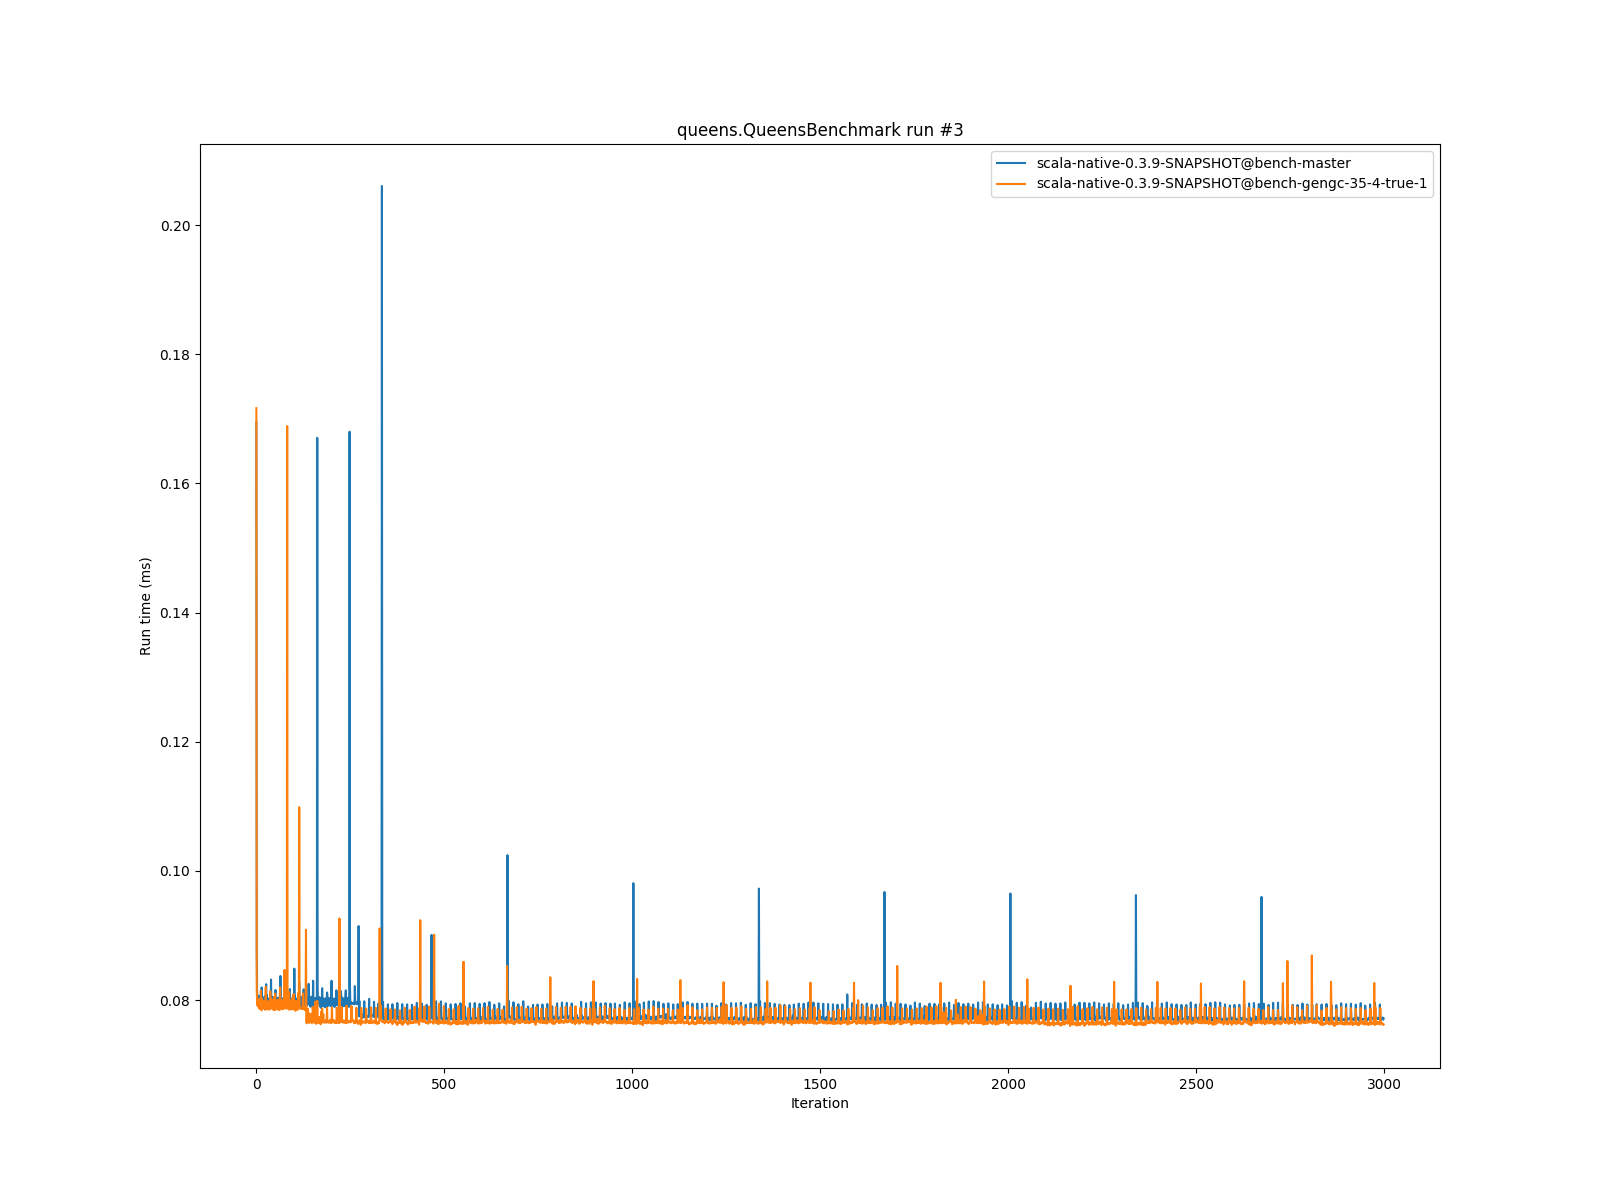 queens.QueensBenchmark run #3
scala-native-0.3.9-SNAPSHOT@bench-master
scala-native-0.3.9-SNAPSHOT@bench-gengc-35-4-true-1
0.20
0.18
0.16
0.14
0.12
0.10
0.08
Run time (ms)
0 500 1000 1500 2000 2500 3000
Iteration